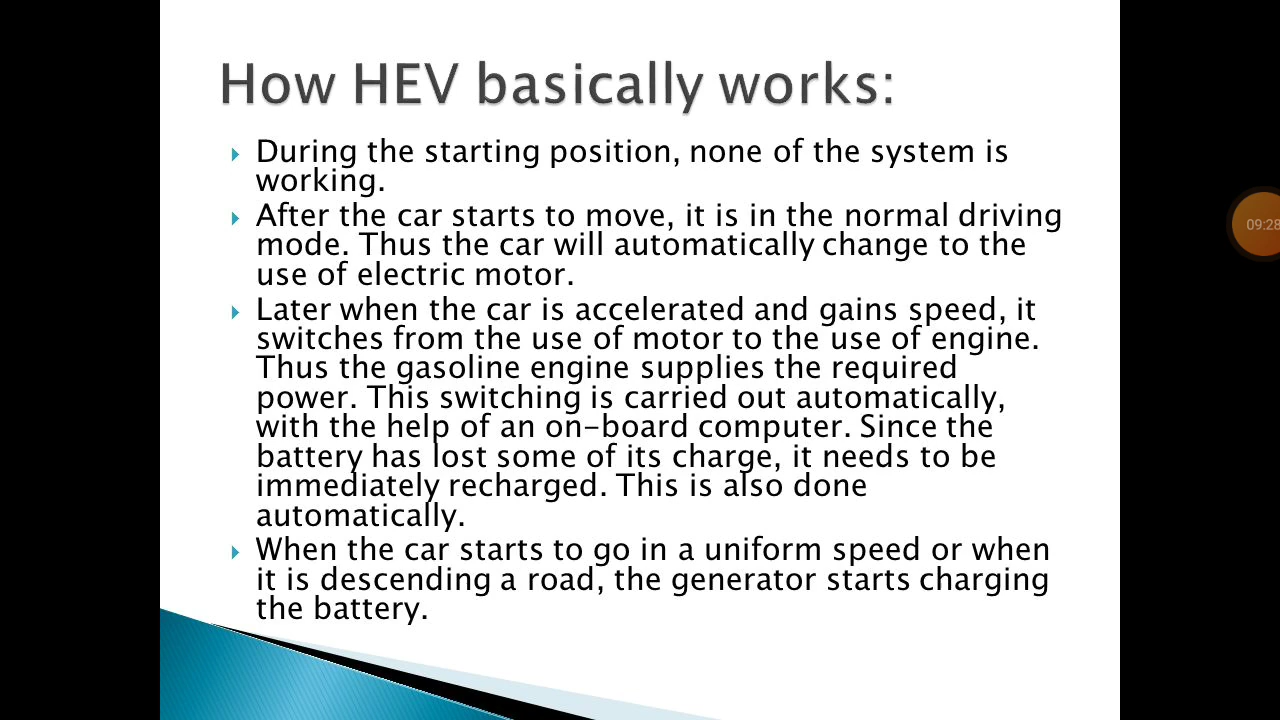 How HEV basically works:
During the starting position, none of the system is
working.
After the car starts to move, it is in the normal driving
mode. Thus the car will automatically change to the
use of electric motor.
Later when the car is accelerated and gains speed, it
switches from the use of motor to the use of engine.
Thus the gasoline engine supplies the required
power. This switching is carried out automatically,
with the help of an on-board computer. Since the
battery has lost some of its charge, it needs to be
immediately recharged. This is also done
automatically.
When the car starts to go in a uniform speed or when
it is descending a road, the generator starts charging
the battery.
09:28